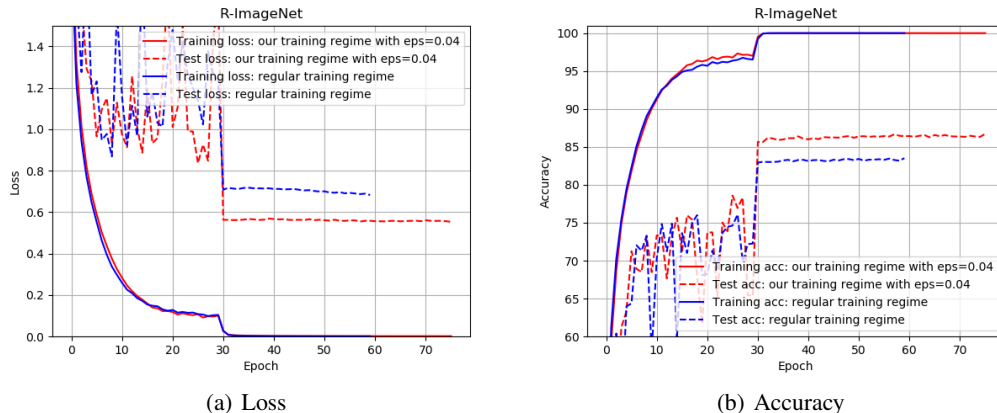 R-ImageNet
Training loss: our training regime with eps=0.04
Test loss: our training regime with eps=0.04
Training loss: regular training regime
Test loss: regular training regime
Loss
1.4
1.2
1.0
0.8
0.6
0.4
0.2
0.0
0 10 20 30 40 50 60 70
Epoch
(a) Loss
R-ImageNet
Accuracy
100
95
90
85
80
75
70
65
60
Training acc: our training regime with eps=0.04
Test acc: our training regime with eps=0.04
Training acc: regular training regime
Test acc: regular training regime
0 10 20 30 40 50 60 70
Epoch
(b) Accuracy